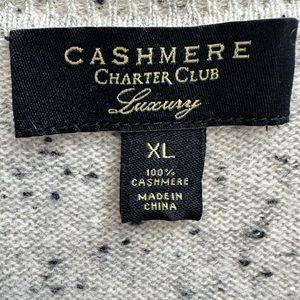 CASHMERE
CHARTER CLUB
Luxury
XL
100%
CASHMERE
MADE IN
CHINA